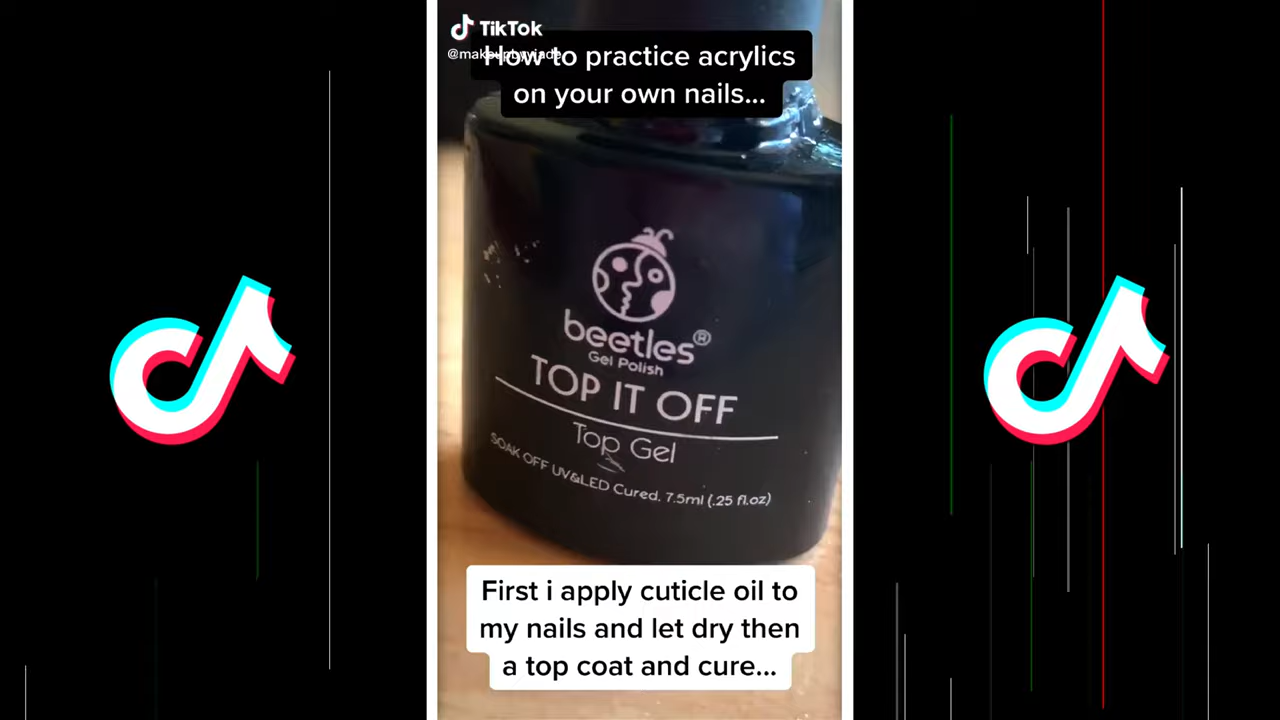 TikTok
How to practice acrylics
on your own nails...
beetles®
Gel Polish
TOP IT OFF
Top Gel
SOAK OFF UV&LED Cured. 7.5ml (.25 fl.oz)
First i apply cuticle oil to
my nails and let dry then
a top coat and cure...